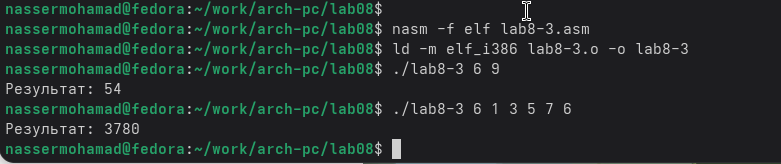 nassermohamad@fedora:~/work/arch-pc/lab08$
nassermohamad@fedora:~/work/arch-pc/lab08$ nasm -f elf lab8-3.asm
nassermohamad@fedora:~/work/arch-pc/lab08$ ld -m elf_i386 lab8-3.o -o lab8-3
nassermohamad@fedora:~/work/arch-pc/lab08$ ./lab8-3 6 9
Результат: 54
nassermohamad@fedora:~/work/arch-pc/lab08$ ./lab8-3 6 1 3 5 7 6
Результат: 3780
nassermohamad@fedora:~/work/arch-pc/lab08$